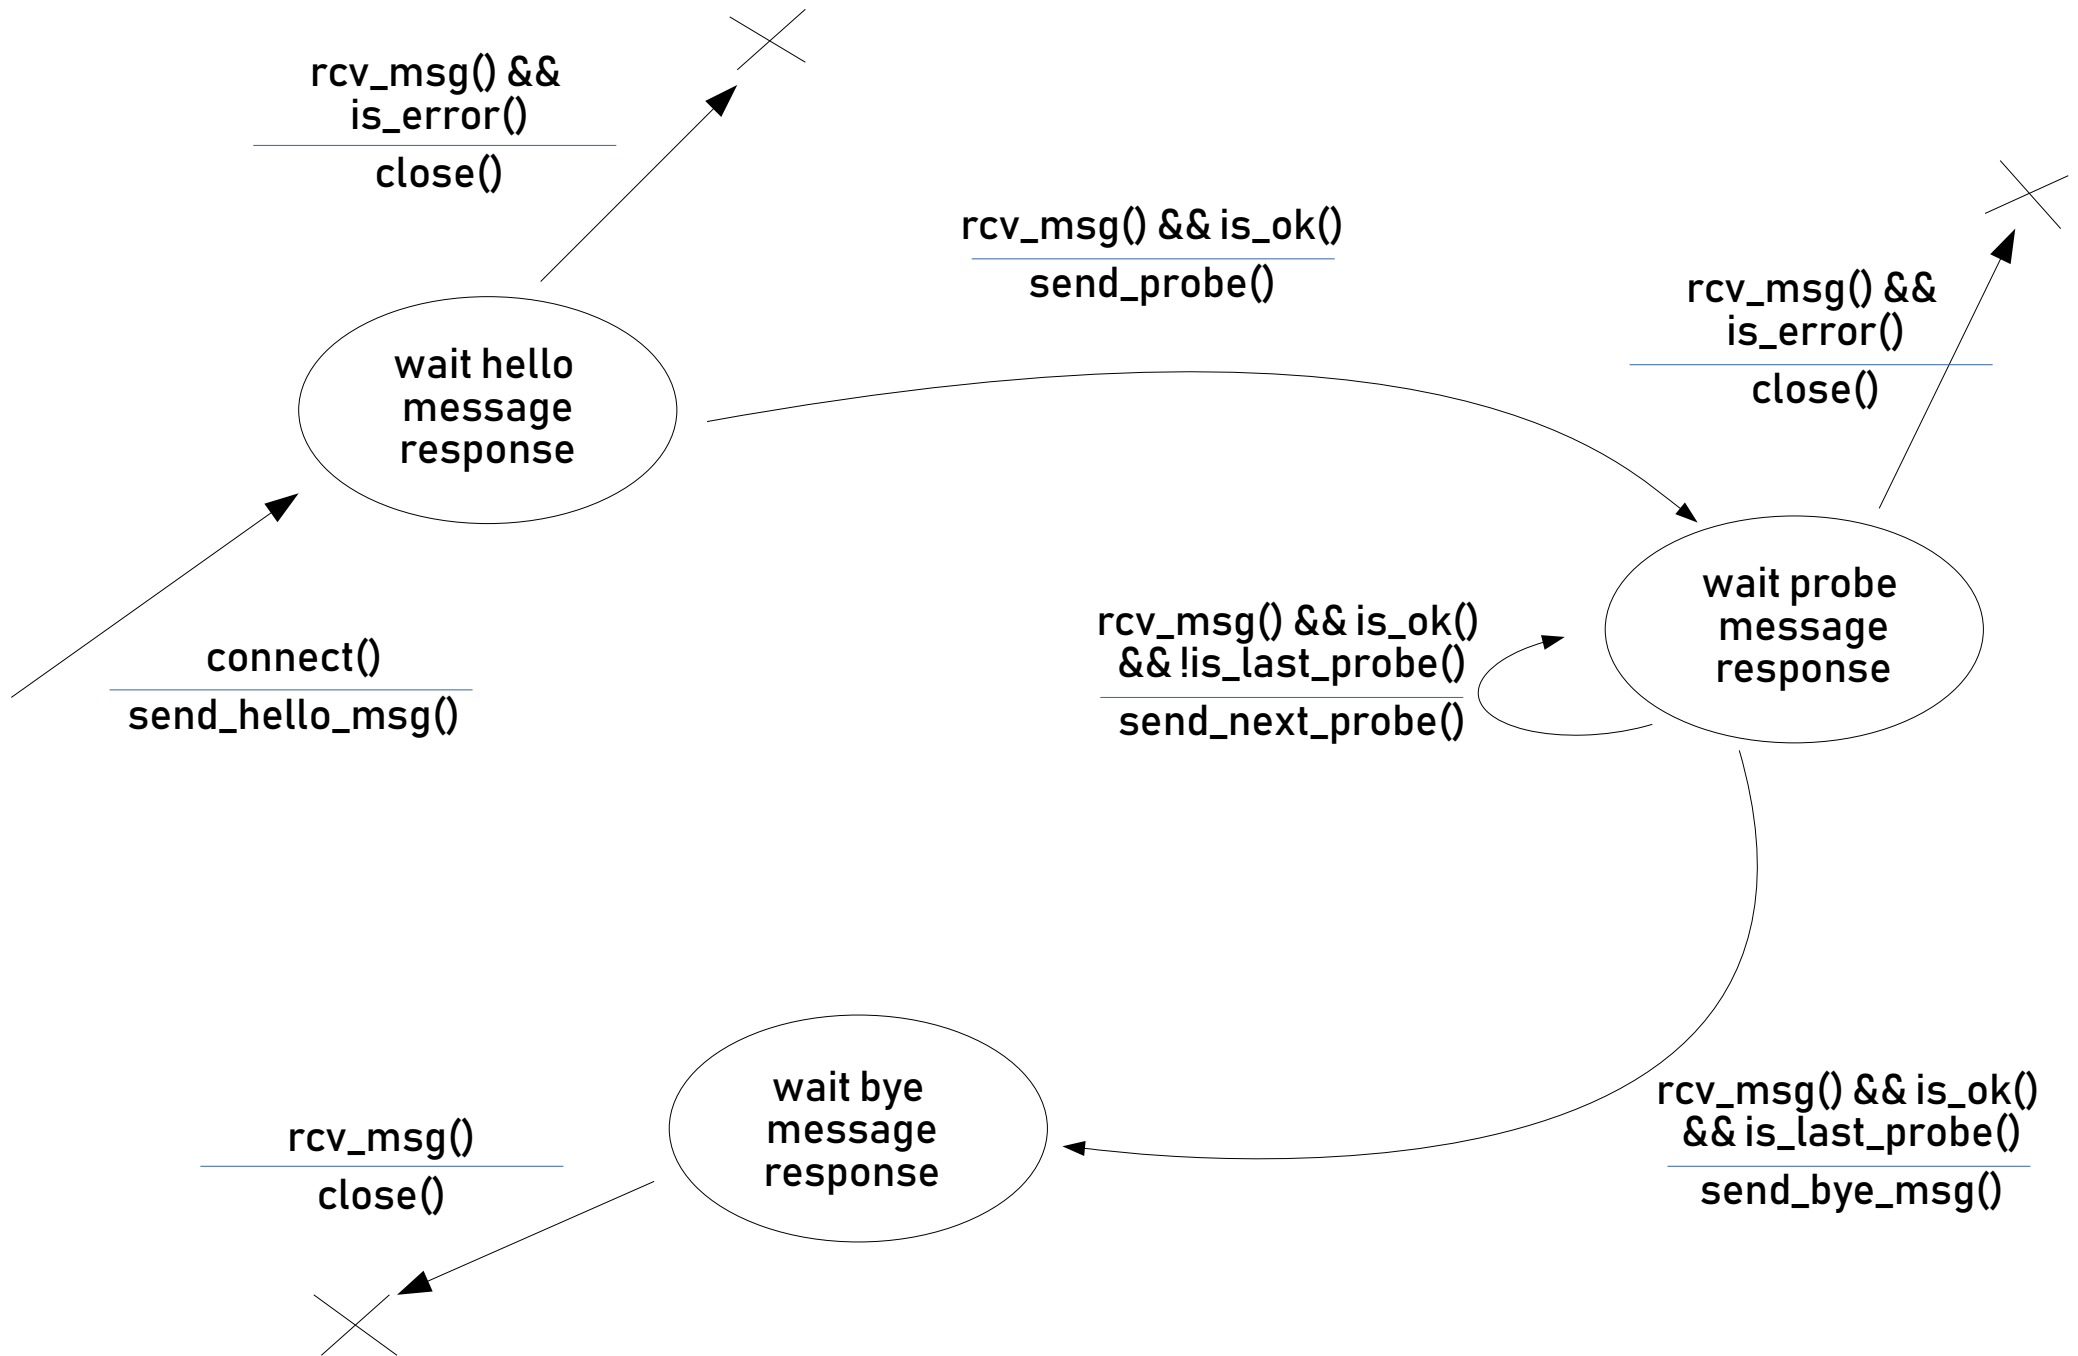 rcv_msg() &&
is_error()
close()
rcv_msg() && is_ok()
send_probe()
rcv_msg() &&
is_error()
close()
wait hello
message
response
connect()
send_hello_msg()
rcv_msg() && is_ok()
&& !is_last_probe()
send_next_probe()
wait probe
message
response
rcv_msg() && is_ok()
&& is_last_probe()
send_bye_msg()
wait bye
message
response
rcv_msg()
close()